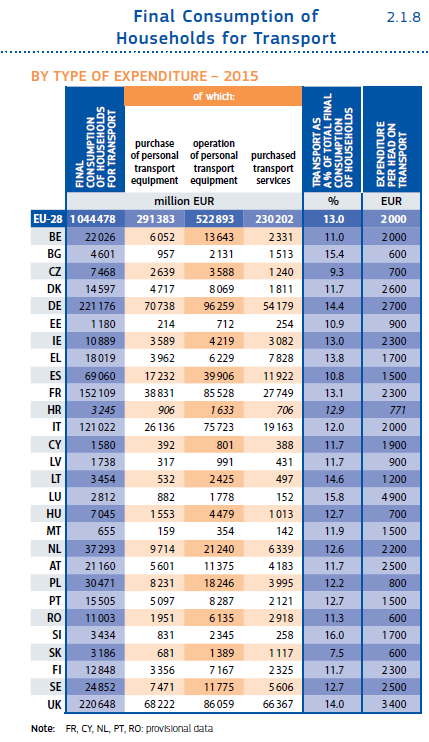 Final Consumption of 2.1.8
Households for Transport
BY TYPE OF EXPENDITURE – 2015
FINAL CONSUMPTION OF HOUSEHOLDS FOR TRANSPORT
of which:
purchase of personal transport equipment
operation of personal transport equipment
purchased transport services
TRANSPORT AS A % OF TOTAL FINAL CONSUMPTION OF HOUSEHOLDS
EXPENDITURE PER HEAD ON TRANSPORT
million EUR % EUR
EU-28 1 044 478 291 383 522 893 230 202 13.0 2 000
BE 22 026 6 052 13 643 2 331 11.0 2 000
BG 4 601 957 2 131 1 513 15.4 600
CZ 7 468 2 639 3 588 1 240 9.3 700
DK 14 597 4 717 8 069 1 811 11.7 2 600
DE 221 176 70 738 96 259 54 179 14.4 2 700
EE 1 180 214 712 254 10.9 900
IE 10 889 3 589 4 219 3 082 13.0 2 300
EL 18 019 3 962 6 229 7 828 13.8 1 700
ES 69 060 17 232 39 906 11 922 10.8 1 500
FR 152 109 38 831 85 528 27 749 13.1 2 300
HR 3 245 906 1 633 706 12.9 771
IT 121 022 26 136 75 723 19 163 12.0 2 000
CY 1 580 392 801 388 11.7 1 900
LV 1 738 317 991 431 11.7 900
LT 3 454 532 2 425 497 14.6 1 200
LU 2 812 882 1 778 152 15.8 4 900
HU 7 045 1 553 4 479 1 013 12.7 700
MT 655 159 354 142 11.9 1 500
NL 37 293 9 714 21 240 6 339 12.6 2 200
AT 21 160 5 601 11 375 4 183 11.7 2 500
PL 30 471 8 231 18 246 3 995 12.2 800
PT 15 505 5 097 8 287 2 121 12.7 1 500
RO 11 003 1 951 6 135 2 918 11.3 600
SI 3 434 831 2 345 258 16.0 1 700
SK 3 186 681 1 389 1 117 7.5 600
FI 12 848 3 356 7 167 2 325 11.7 2 300
SE 24 852 7 471 11 775 5 606 12.7 2 500
UK 220 648 68 222 86 059 66 367 14.0 3 400
Note: FR, CY, NL, PT, RO: provisional data